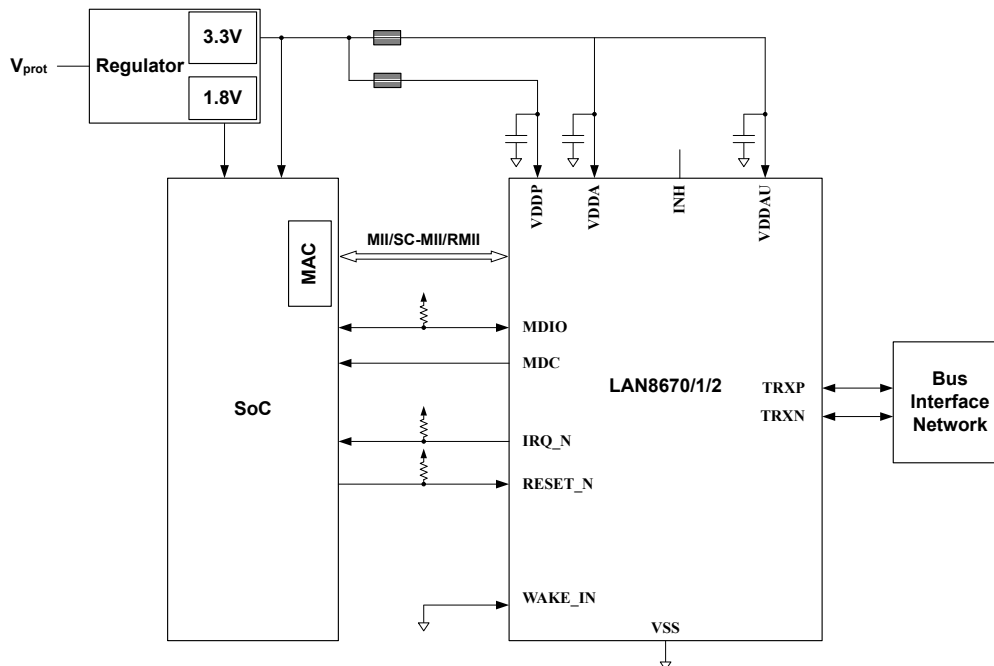 3.3V
Vprot
Regulator
1.8V
VDDP
VDDA
INH
VDDAU
MAC
MII/SC-MII/RMII
MDIO
MDC
LAN8670/1/2
TRXP
TRXN
Bus
Interface
Network
SoC
IRQ_N
RESET_N
WAKE_IN
VSS